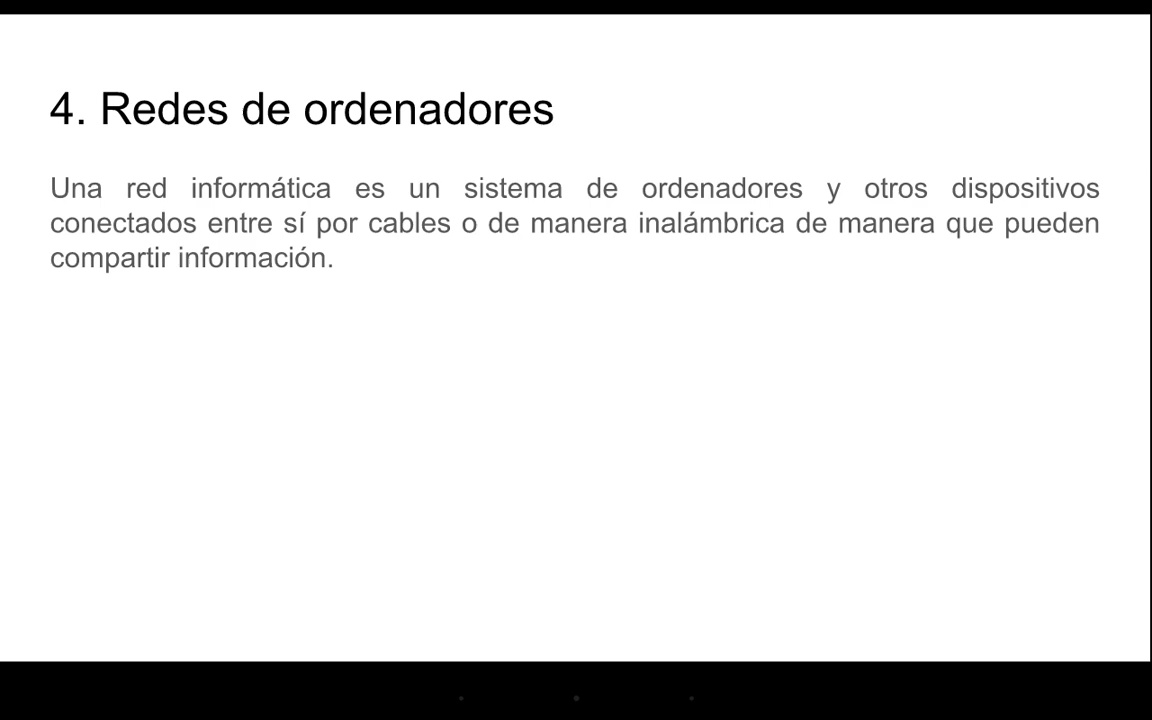 4. Redes de ordenadores
Una red informática es un sistema de ordenadores y otros dispositivos
conectados entre sí por cables o de manera inalámbrica de manera que pueden
compartir información.